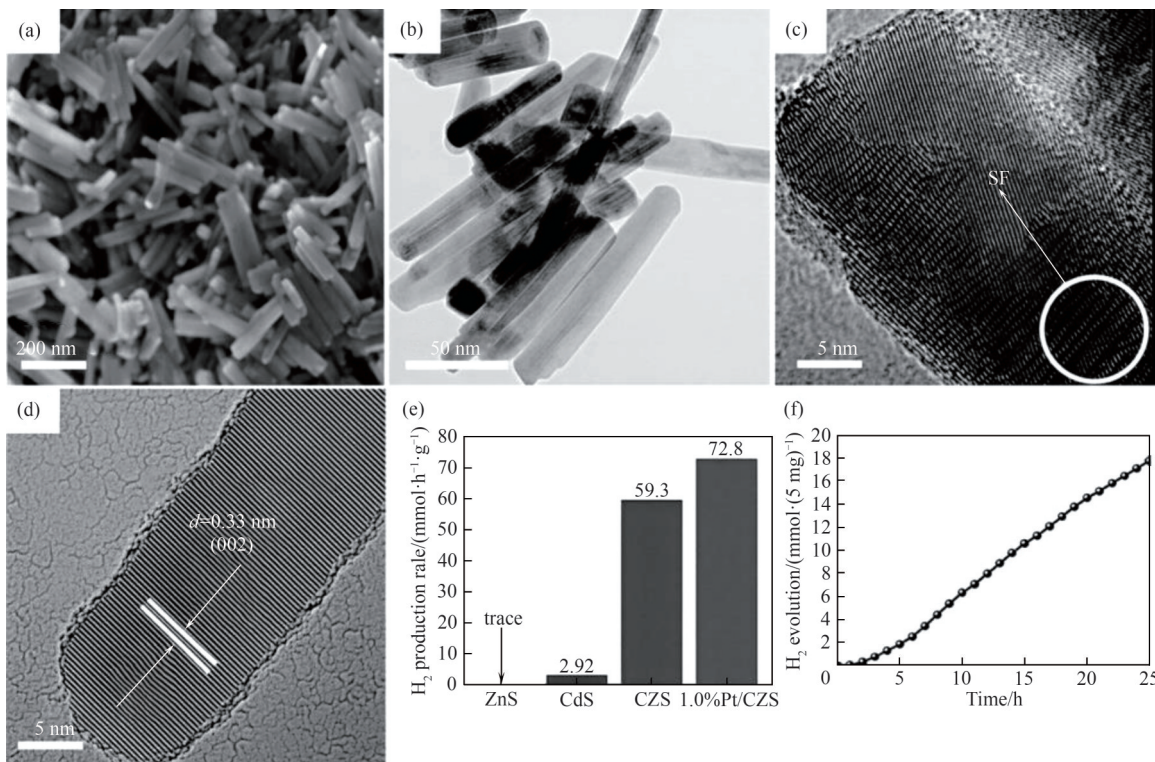 (a)
200 nm
(b)
50 nm
(c)
SF
5 nm
(d)
d=0.33 nm
(002)
5 nm
(e)
H₂ production rale/(mmol·h⁻¹·g⁻¹)
80
70
60
50
40
30
20
10
0
trace
2.92
59.3
72.8
ZnS CdS CZS 1.0%Pt/CZS
(f)
H₂ evolution/(mmol·(5 mg)⁻¹)
20
18
16
14
12
10
8
6
4
2
0
5 10 15 20 25
Time/h